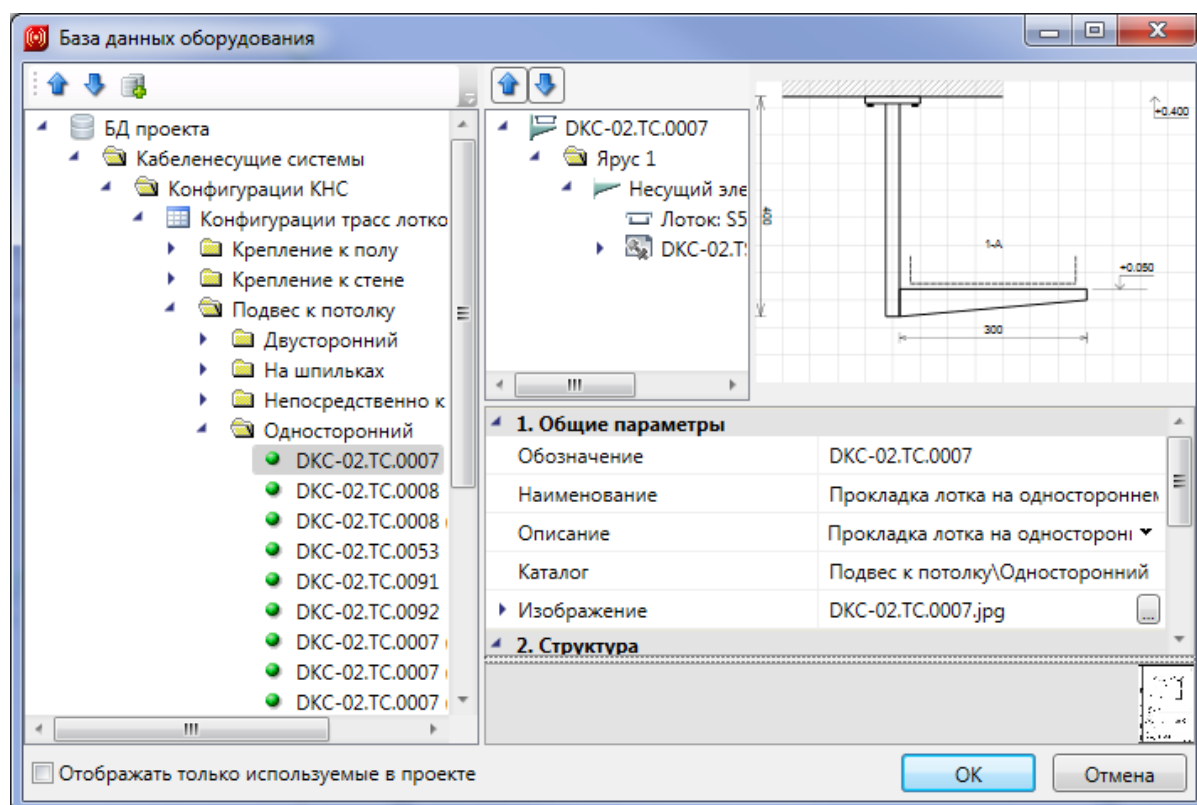 База данных оборудования
БД проекта
Кабеленесущие системы
Конфигурации КНС
Конфигурации трасс лотко
Крепление к полу
Крепление к стене
Подвес к потолку
Двусторонний
На шпильках
Непосредственно к
Односторонний
DKC-02.TC.0007
DKC-02.TC.0008
DKC-02.TC.0008 (
DKC-02.TC.0053
DKC-02.TC.0091
DKC-02.TC.0092
DKC-02.TC.0007 (
DKC-02.TC.0007 (
DKC-02.TC.0007 (
Отображать только используемые в проекте
DKC-02.TC.0007
Ярус 1
Несущий эле
Лоток: S5
DKC-02.TS
+0.400
400
1-A
+0.050
300
1. Общие параметры
Обозначение DKC-02.TC.0007
Наименование Прокладка лотка на одностороннем
Описание Прокладка лотка на односторонн
Каталог Подвес к потолку\Односторонний
Изображение DKC-02.TC.0007.jpg ...
2. Структура
OK
Отмена